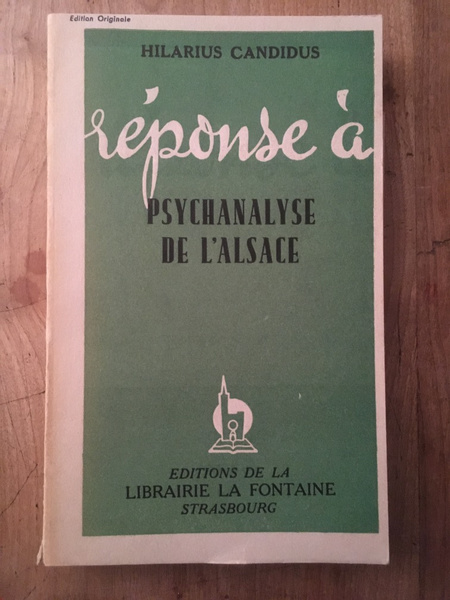 Edition Originale
HILARIUS CANDIDUS
réponse à
PSYCHANALYSE
DE L'ALSACE
EDITIONS DE LA
LIBRAIRIE LA FONTAINE
STRASBOURG